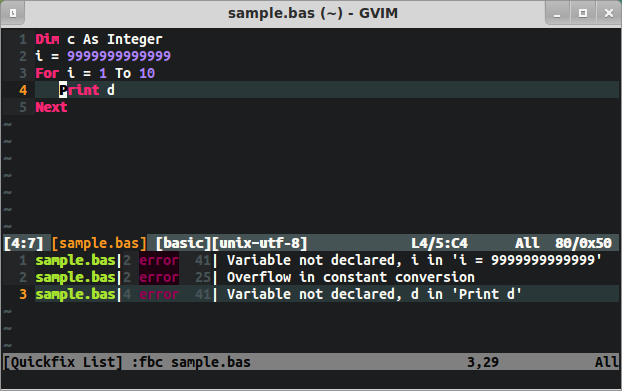 sample.bas (~) - GVIM
1 Dim c As Integer
2 i = 9999999999999
3 For i = 1 To 10
4 Print d
5 Next
~
~
~
~
~
~
~
[4:7] [sample.bas] [basic][unix-utf-8] L4/5:C4 All 80/0x50
1 sample.bas|2 error 41| Variable not declared, i in 'i = 9999999999999'
2 sample.bas|2 error 25| Overflow in constant conversion
3 sample.bas|4 error 41| Variable not declared, d in 'Print d'
~
~
~
[Quickfix List] :fbc sample.bas 3,29 All